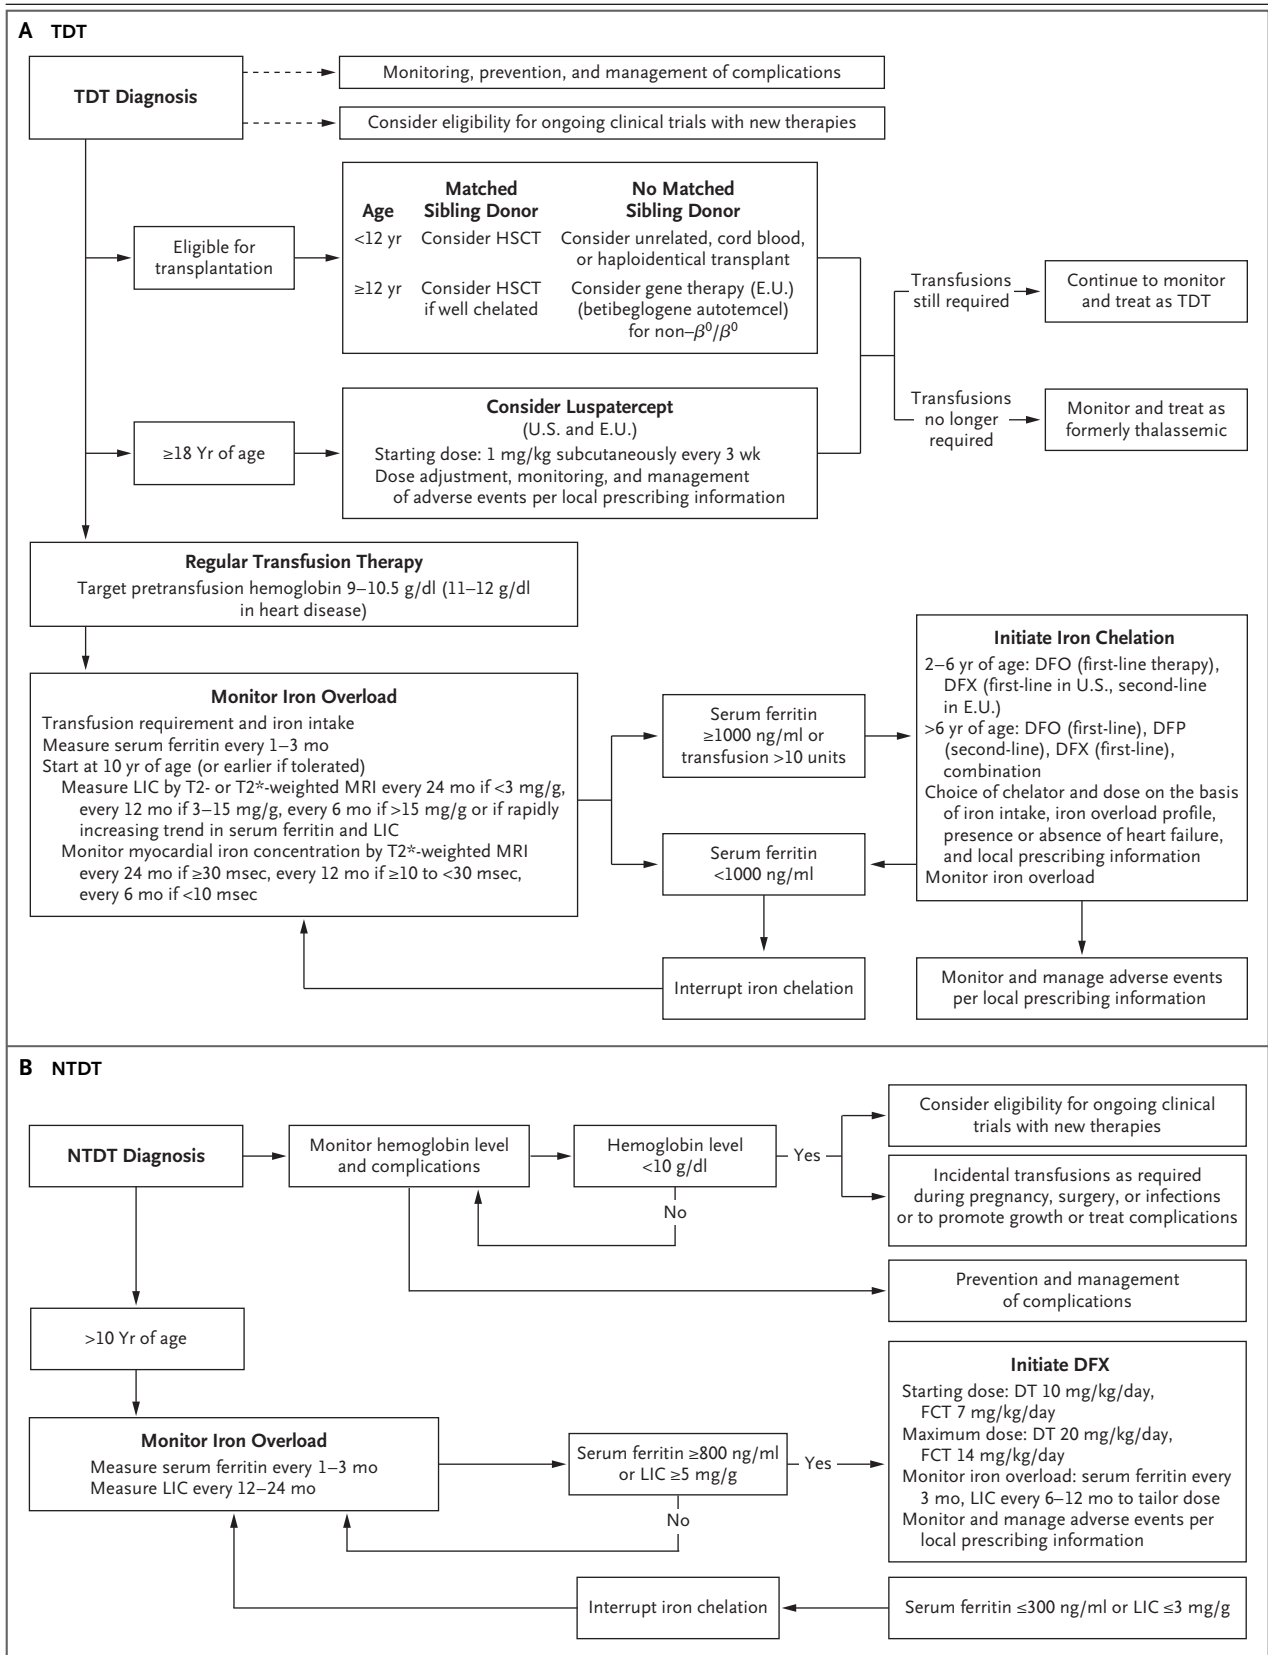 A TDT
TDT Diagnosis
Monitoring, prevention, and management of complications
Consider eligibility for ongoing clinical trials with new therapies
Eligible for
transplantation
Age
Matched
Sibling Donor
No Matched
Sibling Donor
<12 yr
Consider HSCT
Consider unrelated, cord blood,
or haploidentical transplant
≥12 yr
Consider HSCT
if well chelated
Consider gene therapy (E.U.)
(betibeglogene autotemcel)
for non–β⁰/β⁰
Transfusions
still required
Continue to monitor
and treat as TDT
Transfusions
no longer
required
Monitor and treat as
formerly thalassemic
≥18 Yr of age
Consider Luspatercept
(U.S. and E.U.)
Starting dose: 1 mg/kg subcutaneously every 3 wk
Dose adjustment, monitoring, and management
of adverse events per local prescribing information
Regular Transfusion Therapy
Target pretransfusion hemoglobin 9–10.5 g/dl (11–12 g/dl
in heart disease)
Monitor Iron Overload
Transfusion requirement and iron intake
Measure serum ferritin every 1–3 mo
Start at 10 yr of age (or earlier if tolerated)
Measure LIC by T2- or T2*-weighted MRI every 24 mo if <3 mg/g,
every 12 mo if 3–15 mg/g, every 6 mo if >15 mg/g or if rapidly
increasing trend in serum ferritin and LIC
Monitor myocardial iron concentration by T2*-weighted MRI
every 24 mo if ≥30 msec, every 12 mo if ≥10 to <30 msec,
every 6 mo if <10 msec
Serum ferritin
≥1000 ng/ml or
transfusion >10 units
Serum ferritin
<1000 ng/ml
Interrupt iron chelation
Initiate Iron Chelation
2–6 yr of age: DFO (first-line therapy),
DFX (first-line in U.S., second-line
in E.U.)
>6 yr of age: DFO (first-line), DFP
(second-line), DFX (first-line),
combination
Choice of chelator and dose on the basis
of iron intake, iron overload profile,
presence or absence of heart failure,
and local prescribing information
Monitor iron overload
Monitor and manage adverse events
per local prescribing information
B NTDT
NTDT Diagnosis
Monitor hemoglobin level
and complications
Hemoglobin level
<10 g/dl
Yes
No
Consider eligibility for ongoing clinical
trials with new therapies
Incidental transfusions as required
during pregnancy, surgery, or infections
or to promote growth or treat complications
Prevention and management
of complications
>10 Yr of age
Monitor Iron Overload
Measure serum ferritin every 1–3 mo
Measure LIC every 12–24 mo
Serum ferritin ≥800 ng/ml
or LIC ≥5 mg/g
Yes
No
Initiate DFX
Starting dose: DT 10 mg/kg/day,
FCT 7 mg/kg/day
Maximum dose: DT 20 mg/kg/day,
FCT 14 mg/kg/day
Monitor iron overload: serum ferritin every
3 mo, LIC every 6–12 mo to tailor dose
Monitor and manage adverse events per
local prescribing information
Interrupt iron chelation
Serum ferritin ≤300 ng/ml or LIC ≤3 mg/g